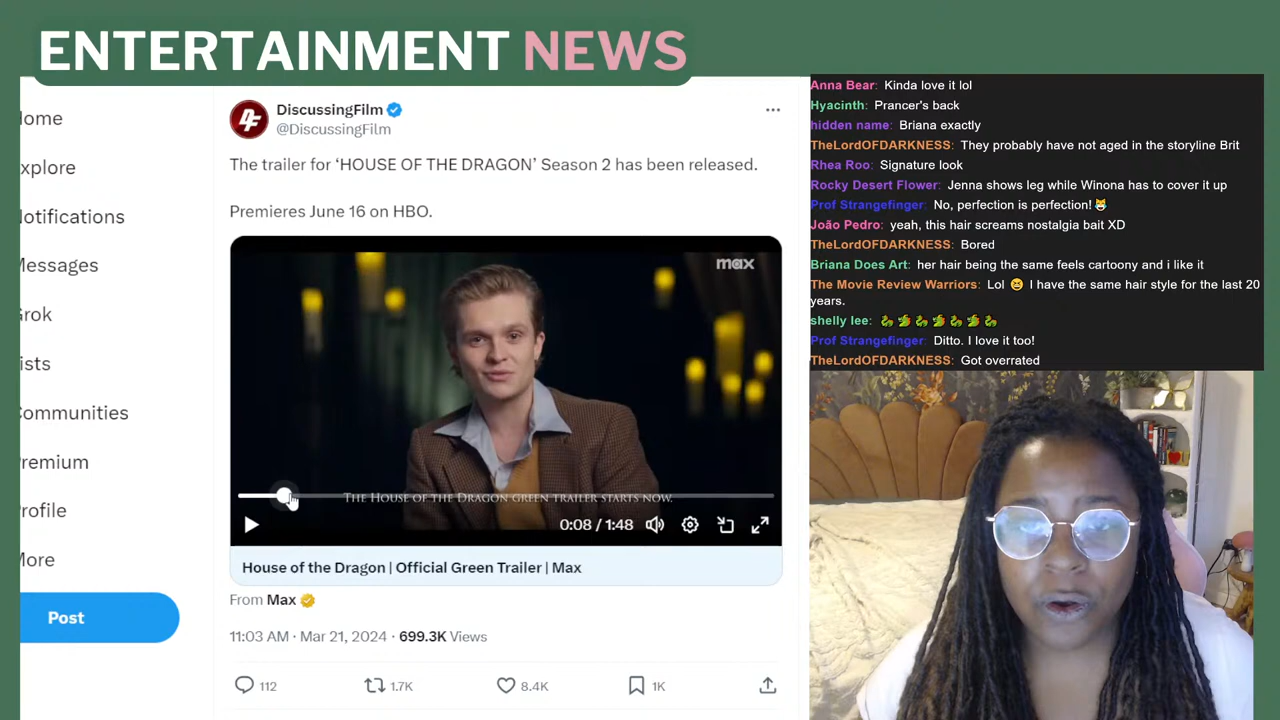 ENTERTAINMENT NEWS
ome
xplore
otifications
essages
rok
ists
ommunities
remium
rofile
ore
Post
DiscussingFilm
@DiscussingFilm
The trailer for ‘HOUSE OF THE DRAGON’ Season 2 has been released.
Premieres June 16 on HBO.
max
THE HOUSE OF THE DRAGON GREEN TRAILER STARTS NOW.
0:08 / 1:48
House of the Dragon | Official Green Trailer | Max
From Max
11:03 AM · Mar 21, 2024 · 699.3K Views
112 1.7K 8.4K 1K
Anna Bear: Kinda love it lol
Hyacinth: Prancer's back
hidden name: Briana exactly
TheLordOFDARKNESS: They probably have not aged in the storyline Brit
Rhea Roo: Signature look
Rocky Desert Flower: Jenna shows leg while Winona has to cover it up
Prof Strangefinger: No, perfection is perfection! 😹
João Pedro: yeah, this hair screams nostalgia bait XD
TheLordOFDARKNESS: Bored
Briana Does Art: her hair being the same feels cartoony and i like it
The Movie Review Warriors: Lol 😆 I have the same hair style for the last 20
years.
shelly lee: 🐉🐲🐉🐲🐉🐲🐉
Prof Strangefinger: Ditto. I love it too!
TheLordOFDARKNESS: Got overrated